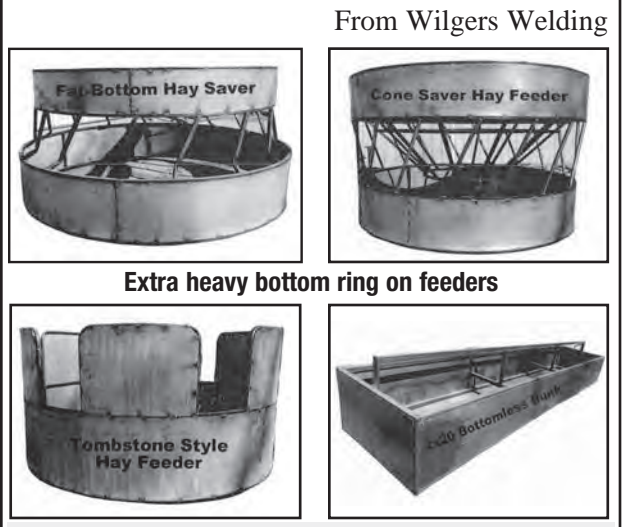 From Wilgers Welding
Fat-Bottom Hay Saver
Cone Saver Hay Feeder
Extra heavy bottom ring on feeders
Tombstone Style
Hay Feeder
4x20 Bottomless Bunk